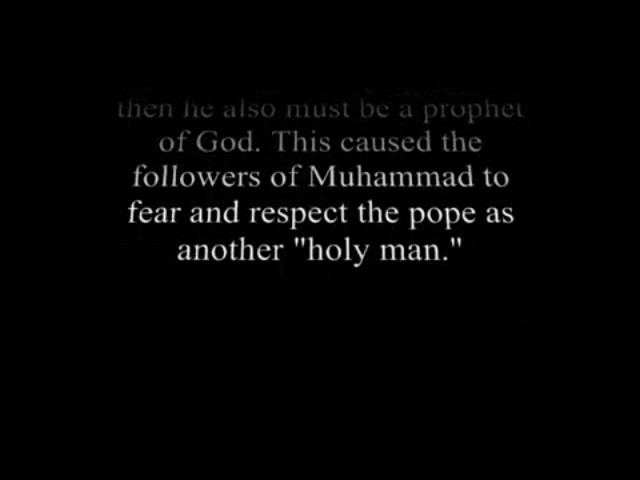 then he also must be a prophet
of God. This caused the
followers of Muhammad to
fear and respect the pope as
another "holy man."